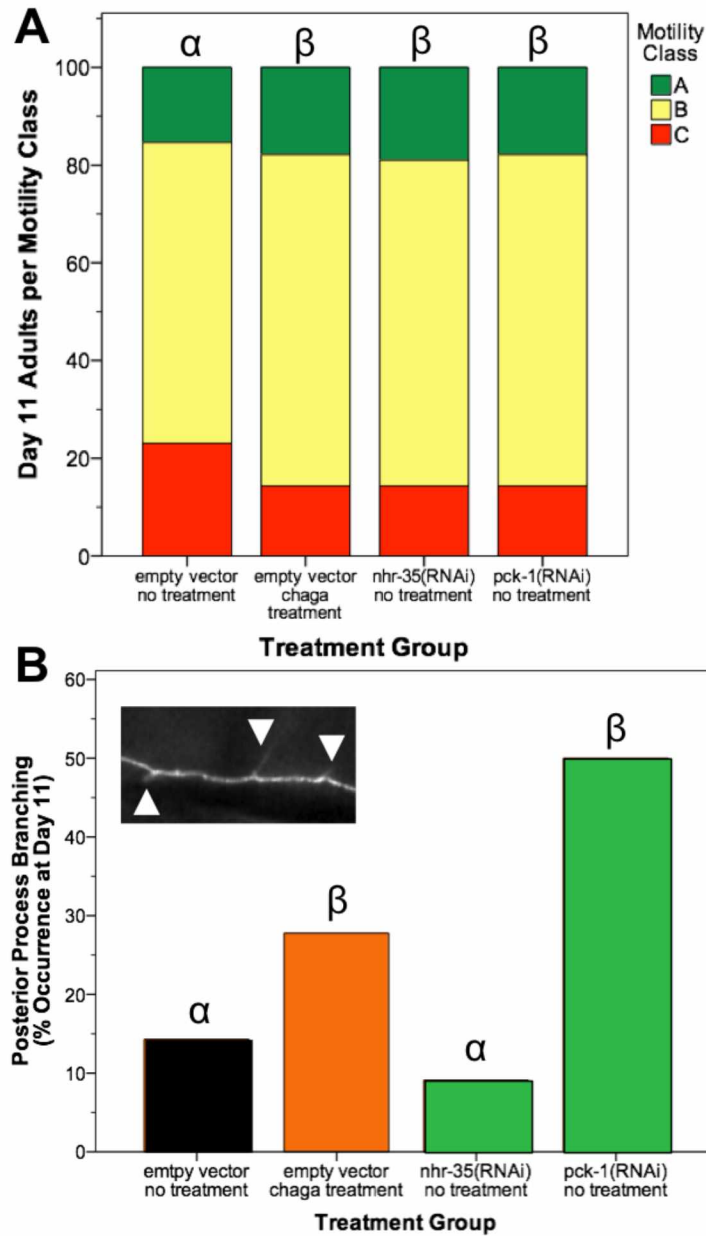 A
α
β
β
β
Motility
Class
A
B
C
100
80
60
40
20
0
Day 11 Adults per Motility Class
empty vector
no treatment
empty vector
chaga
treatment
nhr-35(RNAi)
no treatment
pck-1(RNAi)
no treatment
Treatment Group
B
60
50
40
30
20
10
0
Posterior Process Branching
(% Occurrence at Day 11)
α
β
α
β
emtpy vector
no treatment
empty vector
chaga treatment
nhr-35(RNAi)
no treatment
pck-1(RNAi)
no treatment
Treatment Group